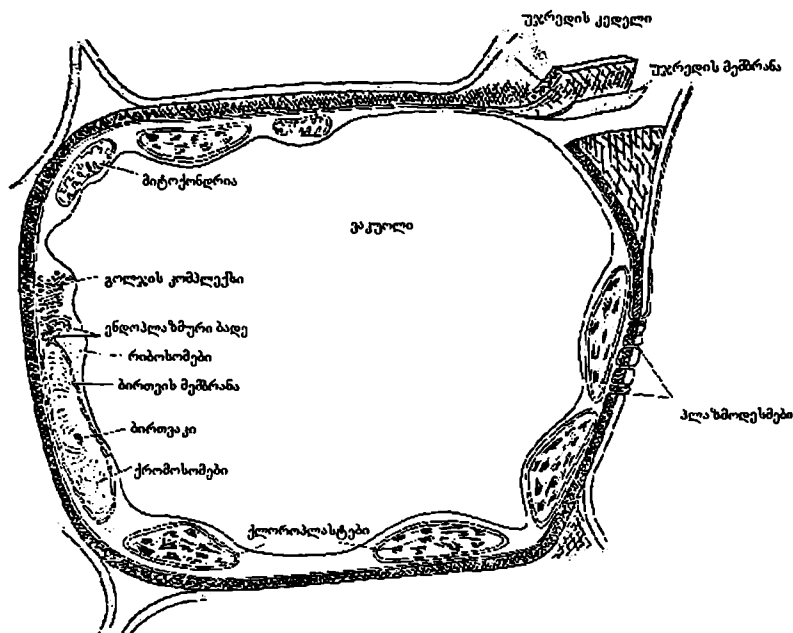 უჯრედის კედელი
უჯრედის მემბრანა
მიტოქონდრია
ვაკუოლი
გოლჯის კომპლექსი
ენდოპლაზმური ბადე
რიბოსომები
ბირთვის მემბრანა
პლაზმოდესმები
ბირთვაკი
ქრომოსომები
ქლოროპლასტები